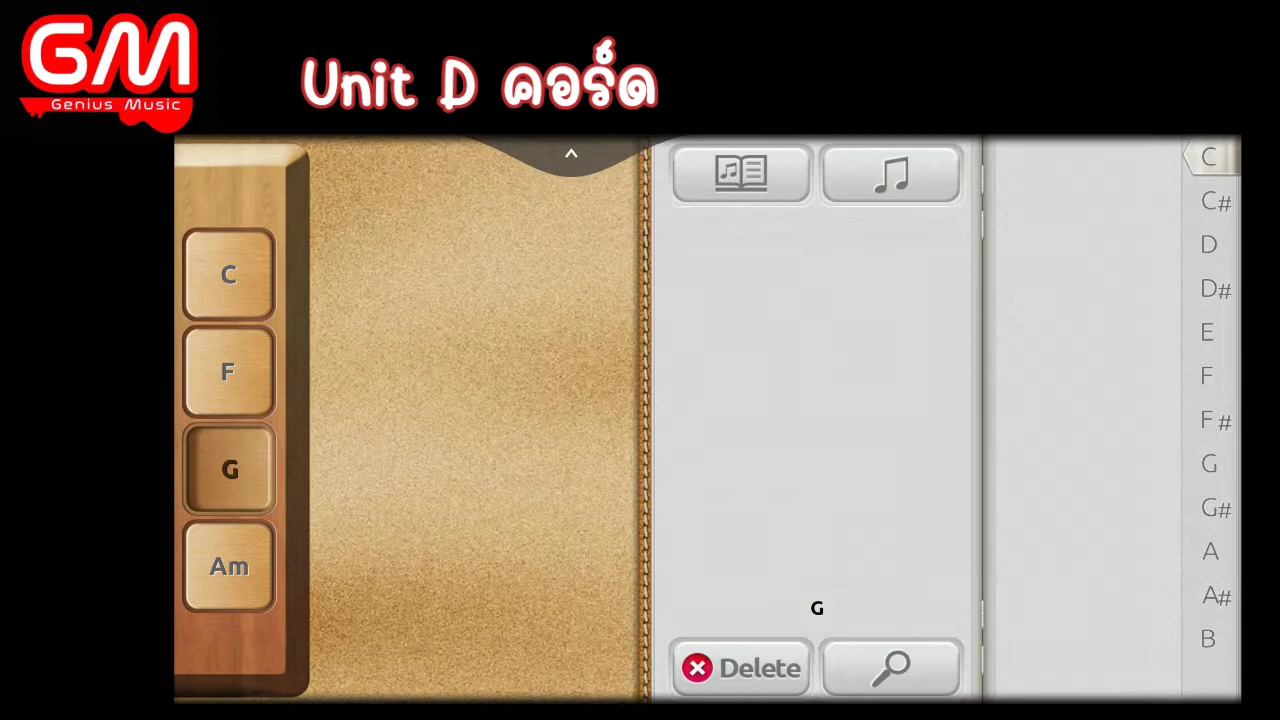 GM
Genius Music
Unit D คอร์ด
C
F
G
Am
G
Delete
C
C#
D
D#
E
F
F#
G
G#
A
A#
B